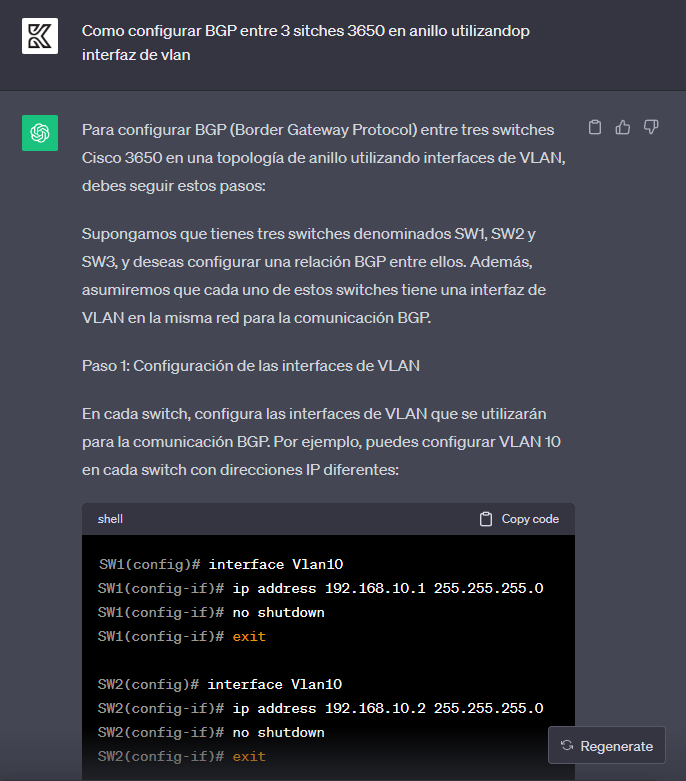 Como configurar BGP entre 3 sitches 3650 en anillo utilizandop
interfaz de vlan
Para configurar BGP (Border Gateway Protocol) entre tres switches
Cisco 3650 en una topología de anillo utilizando interfaces de VLAN,
debes seguir estos pasos:
Supongamos que tienes tres switches denominados SW1, SW2 y
SW3, y deseas configurar una relación BGP entre ellos. Además,
asumiremos que cada uno de estos switches tiene una interfaz de
VLAN en la misma red para la comunicación BGP.
Paso 1: Configuración de las interfaces de VLAN
En cada switch, configura las interfaces de VLAN que se utilizarán
para la comunicación BGP. Por ejemplo, puedes configurar VLAN 10
en cada switch con direcciones IP diferentes:
shell Copy code
SW1(config)# interface Vlan10
SW1(config-if)# ip address 192.168.10.1 255.255.255.0
SW1(config-if)# no shutdown
SW1(config-if)# exit
SW2(config)# interface Vlan10
SW2(config-if)# ip address 192.168.10.2 255.255.255.0
SW2(config-if)# no shutdown
SW2(config-if)# exit
Regenerate